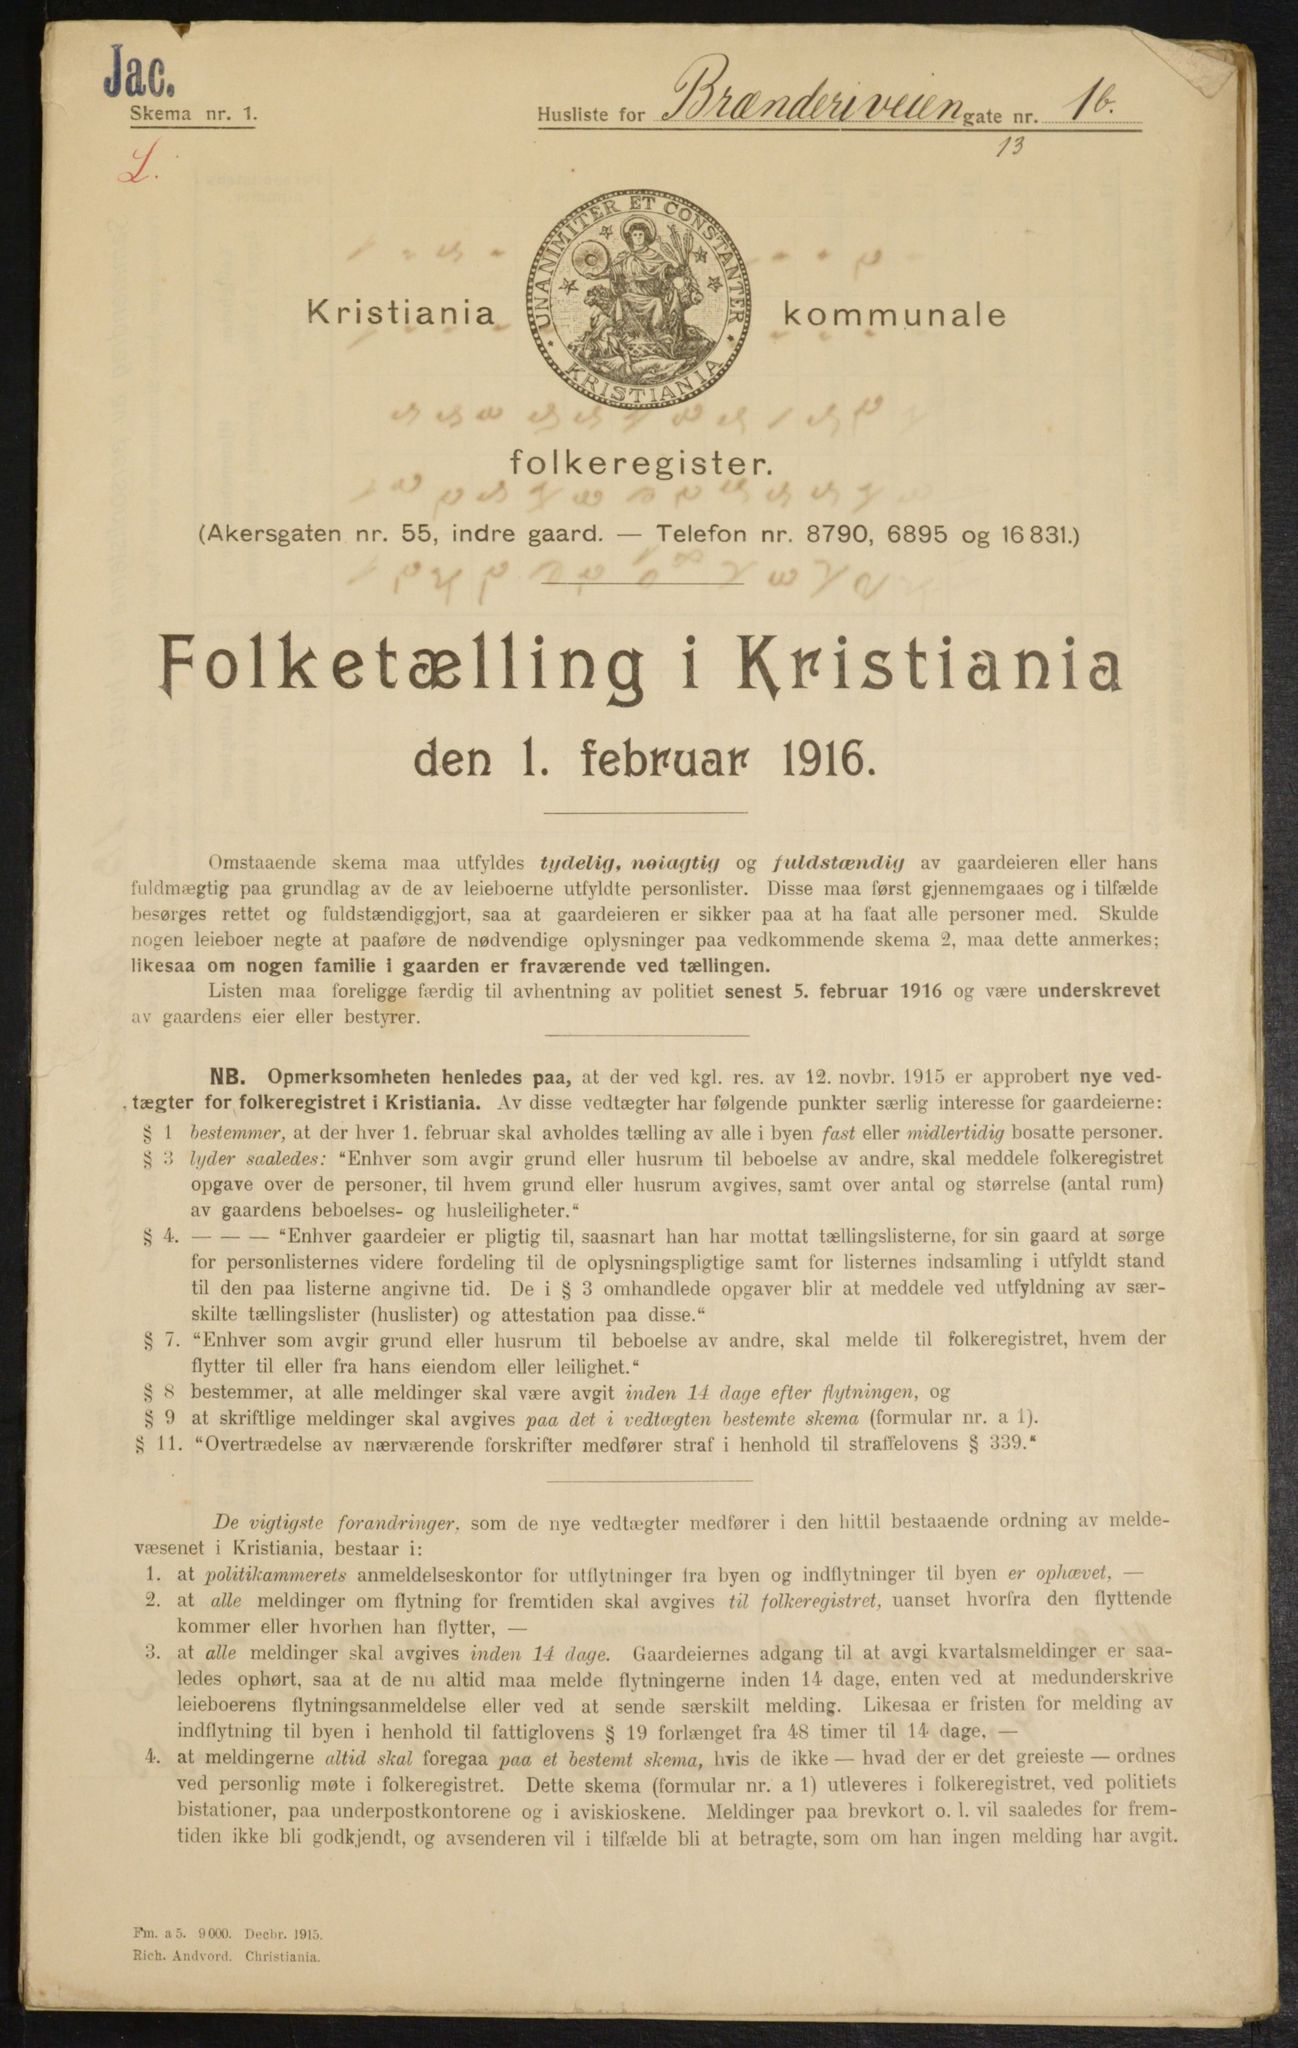 Jac.
Skema nr. 1.
Husliste for Brænderiveien gate nr. 1b.
13
L.
UNANIMITER ET CONSTANTER
KRISTIANIA
Kristiania kommunale
folkeregister.
(Akersgaten nr. 55, indre gaard. — Telefon nr. 8790, 6895 og 16 831.)
Folketælling i Kristiania
den 1. februar 1916.
Omstaaende skema maa utfyldes tydelig, nøiagtig og fuldstændig av gaardeieren eller hans
fuldmægtig paa grundlag av de av leieboerne utfyldte personlister. Disse maa først gjennemgaaes og i tilfælde
besørges rettet og fuldstændiggjort, saa at gaardeieren er sikker paa at ha faat alle personer med. Skulde
nogen leieboer negte at paaføre de nødvendige oplysninger paa vedkommende skema 2, maa dette anmerkes;
likesaa om nogen familie i gaarden er fraværende ved tællingen.
Listen maa foreligge færdig til avhentning av politiet senest 5. februar 1916 og være underskrevet
av gaardens eier eller bestyrer.
NB. Opmerksomheten henledes paa, at der ved kgl. res. av 12. novbr. 1915 er approbert nye ved-
tægter for folkeregistret i Kristiania. Av disse vedtægter har følgende punkter særlig interesse for gaardeierne:
§ 1 bestemmer, at der hver 1. februar skal avholdes tælling av alle i byen fast eller midlertidig bosatte personer.
§ 3 lyder saaledes: “Enhver som avgir grund eller husrum til beboelse av andre, skal meddele folkeregistret
opgave over de personer, til hvem grund eller husrum avgives, samt over antal og størrelse (antal rum)
av gaardens beboelses- og husleiligheter.“
§ 4. — — — “Enhver gaardeier er pligtig til, saasnart han har mottat tællingslisterne, for sin gaard at sørge
for personlisternes videre fordeling til de oplysningspligtige samt for listernes indsamling i utfyldt stand
til den paa listerne angivne tid. De i § 3 omhandlede opgaver blir at meddele ved utfyldning av sær-
skilte tællingslister (huslister) og attestation paa disse.“
§ 7. “Enhver som avgir grund eller husrum til beboelse av andre, skal melde til folkeregistret, hvem der
flytter til eller fra hans eiendom eller leilighet.“
§ 8 bestemmer, at alle meldinger skal være avgit inden 14 dage efter flytningen, og
§ 9 at skriftlige meldinger skal avgives paa det i vedtægten bestemte skema (formular nr. a 1).
§ 11. “Overtrædelse av nærværende forskrifter medfører straf i henhold til straffelovens § 339.“
De vigtigste forandringer, som de nye vedtægter medfører i den hittil bestaaende ordning av melde-
væsenet i Kristiania, bestaar i:
1. at politikammerets anmeldelseskontor for utflytninger fra byen og indflytninger til byen er ophævet, —
2. at alle meldinger om flytning for fremtiden skal avgives til folkeregistret, uanset hvorfra den flyttende
kommer eller hvorhen han flytter, —
3. at alle meldinger skal avgives inden 14 dage. Gaardeiernes adgang til at avgi kvartalsmeldinger er saa-
ledes ophørt, saa at de nu altid maa melde flytningerne inden 14 dage, enten ved at medunderskrive
leieboerens flytningsanmeldelse eller ved at sende særskilt melding. Likesaa er fristen for melding av
indflytning til byen i henhold til fattiglovens § 19 forlænget fra 48 timer til 14 dage, —
4. at meldingerne altid skal foregaa paa et bestemt skema, hvis de ikke — hvad der er det greieste — ordnes
ved personlig møte i folkeregistret. Dette skema (formular nr. a 1) utleveres i folkeregistret, ved politiets
bistationer, paa underpostkontorene og i aviskioskene. Meldinger paa brevkort o. l. vil saaledes for frem-
tiden ikke bli godkjendt, og avsenderen vil i tilfælde bli at betragte, som om han ingen melding har avgit.
Fm. a 5. 9 000. Decbr. 1915.
Rich. Andvord. Christiania.